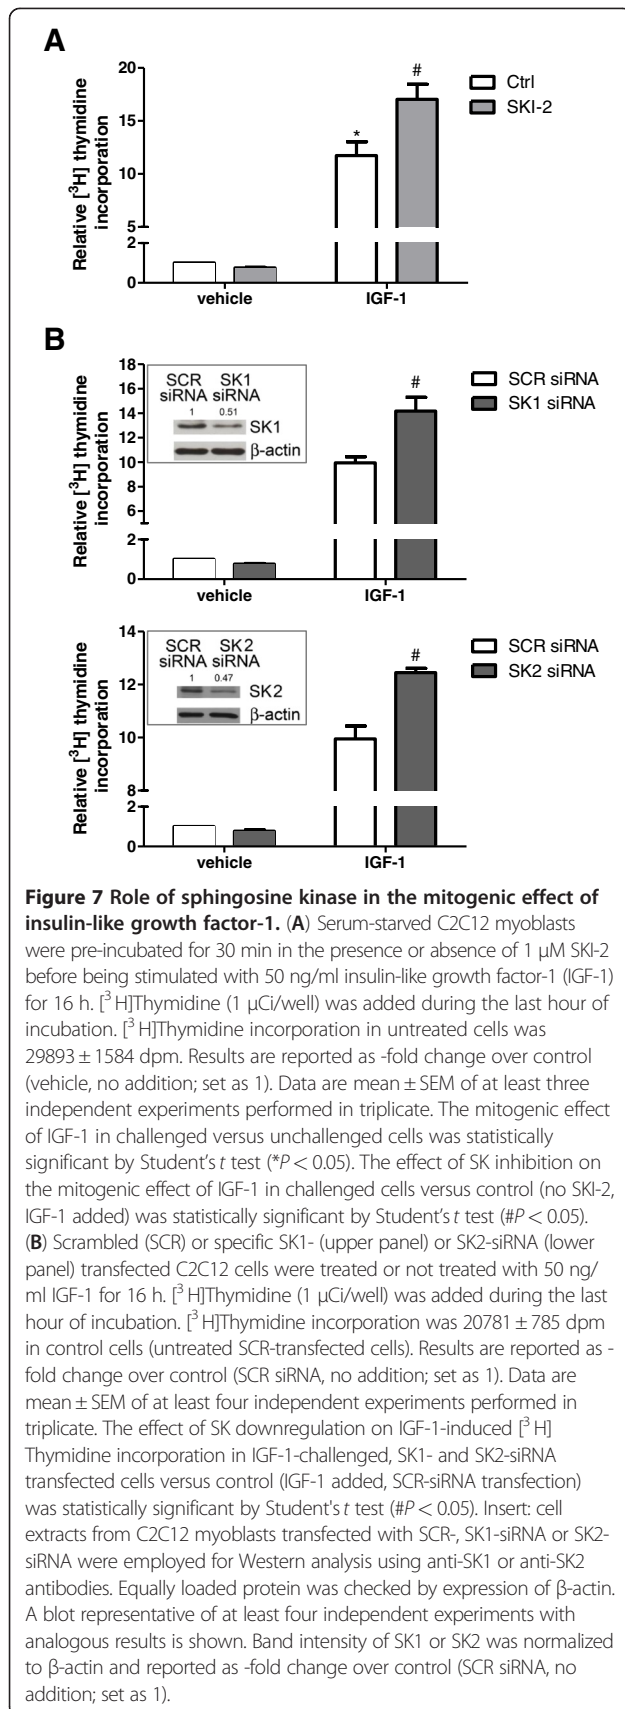 A
Relative [³H] thymidine
incorporation
20
15
10
5
2
0
*
#
Ctrl
SKI-2
vehicle
IGF-1
B
Relative [³H] thymidine
incorporation
18
16
14
12
10
8
6
4
2
0
SCR SK1
siRNA siRNA
1 0.51
SK1
β-actin
#
SCR siRNA
SK1 siRNA
vehicle
IGF-1
Relative [³H] thymidine
incorporation
14
12
10
8
2
0
SCR SK2
siRNA siRNA
1 0.47
SK2
β-actin
#
SCR siRNA
SK2 siRNA
vehicle
IGF-1
Figure 7 Role of sphingosine kinase in the mitogenic effect of
insulin-like growth factor-1. (A) Serum-starved C2C12 myoblasts
were pre-incubated for 30 min in the presence or absence of 1 μM SKI-2
before being stimulated with 50 ng/ml insulin-like growth factor-1 (IGF-1)
for 16 h. [³H]Thymidine (1 μCi/well) was added during the last hour of
incubation. [³H]Thymidine incorporation in untreated cells was
29893 ± 1584 dpm. Results are reported as -fold change over control
(vehicle, no addition; set as 1). Data are mean ± SEM of at least three
independent experiments performed in triplicate. The mitogenic effect
of IGF-1 in challenged versus unchallenged cells was statistically
significant by Student's t test (*P < 0.05). The effect of SK inhibition on
the mitogenic effect of IGF-1 in challenged cells versus control (no SKI-2,
IGF-1 added) was statistically significant by Student's t test (#P < 0.05).
(B) Scrambled (SCR) or specific SK1- (upper panel) or SK2-siRNA (lower
panel) transfected C2C12 cells were treated or not treated with 50 ng/
ml IGF-1 for 16 h. [³H]Thymidine (1 μCi/well) was added during the last
hour of incubation. [³H]Thymidine incorporation was 20781 ± 785 dpm
in control cells (untreated SCR-transfected cells). Results are reported as -
fold change over control (SCR siRNA, no addition; set as 1). Data are
mean ± SEM of at least four independent experiments performed in
triplicate. The effect of SK downregulation on IGF-1-induced [³H]
Thymidine incorporation in IGF-1-challenged, SK1- and SK2-siRNA
transfected cells versus control (IGF-1 added, SCR-siRNA transfection)
was statistically significant by Student's t test (#P < 0.05). Insert: cell
extracts from C2C12 myoblasts transfected with SCR-, SK1-siRNA or SK2-
siRNA were employed for Western analysis using anti-SK1 or anti-SK2
antibodies. Equally loaded protein was checked by expression of β-actin.
A blot representative of at least four independent experiments with
analogous results is shown. Band intensity of SK1 or SK2 was normalized
to β-actin and reported as -fold change over control (SCR siRNA, no
addition; set as 1).